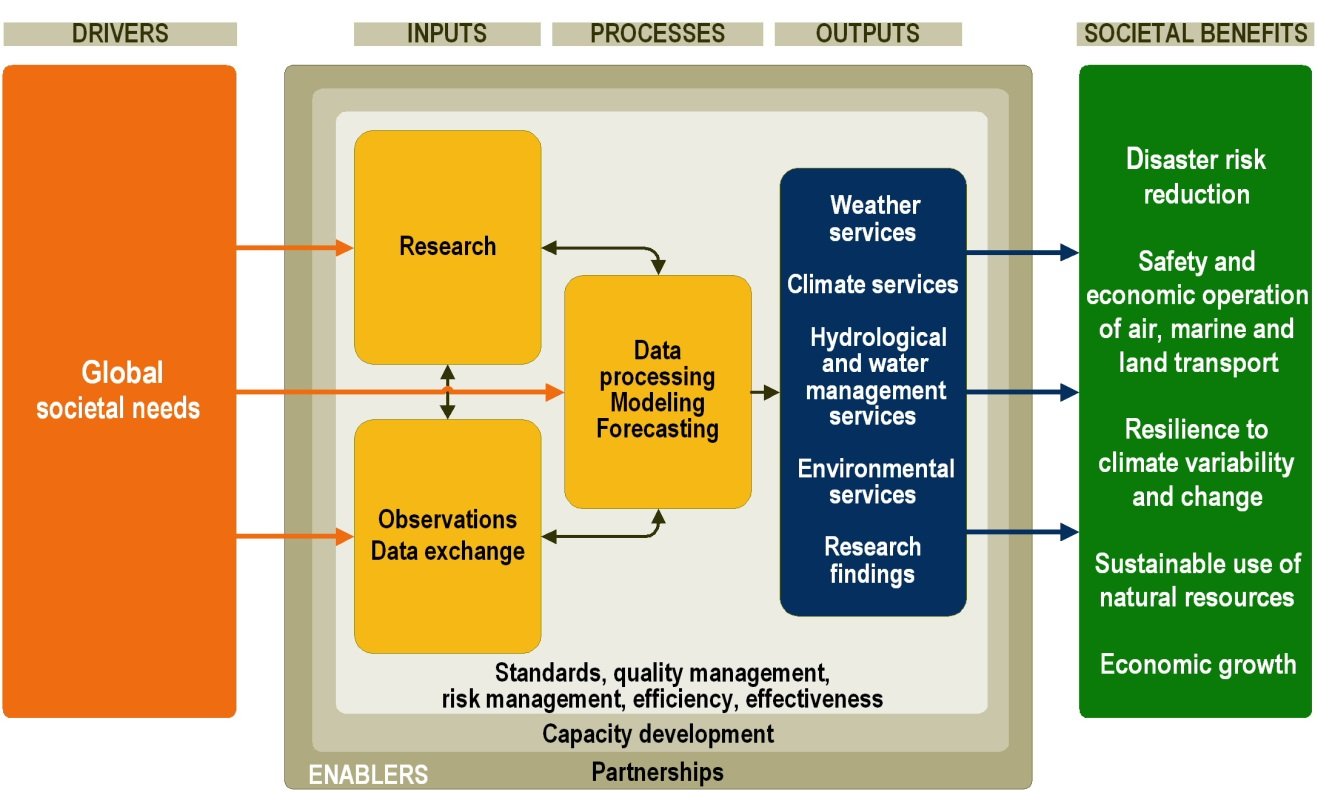 DRIVERS
INPUTS
PROCESSES
OUTPUTS
SOCIETAL BENEFITS
Global
societal needs
Research
Observations
Data exchange
Data
processing
Modeling
Forecasting
Weather
services
Climate services
Hydrological
and water
management
services
Environmental
services
Research
findings
Disaster risk
reduction
Safety and
economic operation
of air, marine and
land transport
Resilience to
climate variability
and change
Sustainable use of
natural resources
Economic growth
Standards, quality management,
risk management, efficiency, effectiveness
Capacity development
ENABLERS
Partnerships